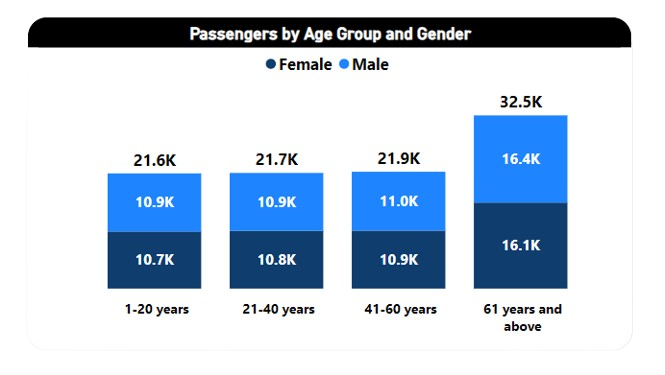 Passengers by Age Group and Gender
Female Male
32.5K
21.6K 21.7K 21.9K
16.4K
10.9K 10.9K 11.0K
16.1K
10.7K 10.8K 10.9K
1-20 years 21-40 years 41-60 years 61 years and
above